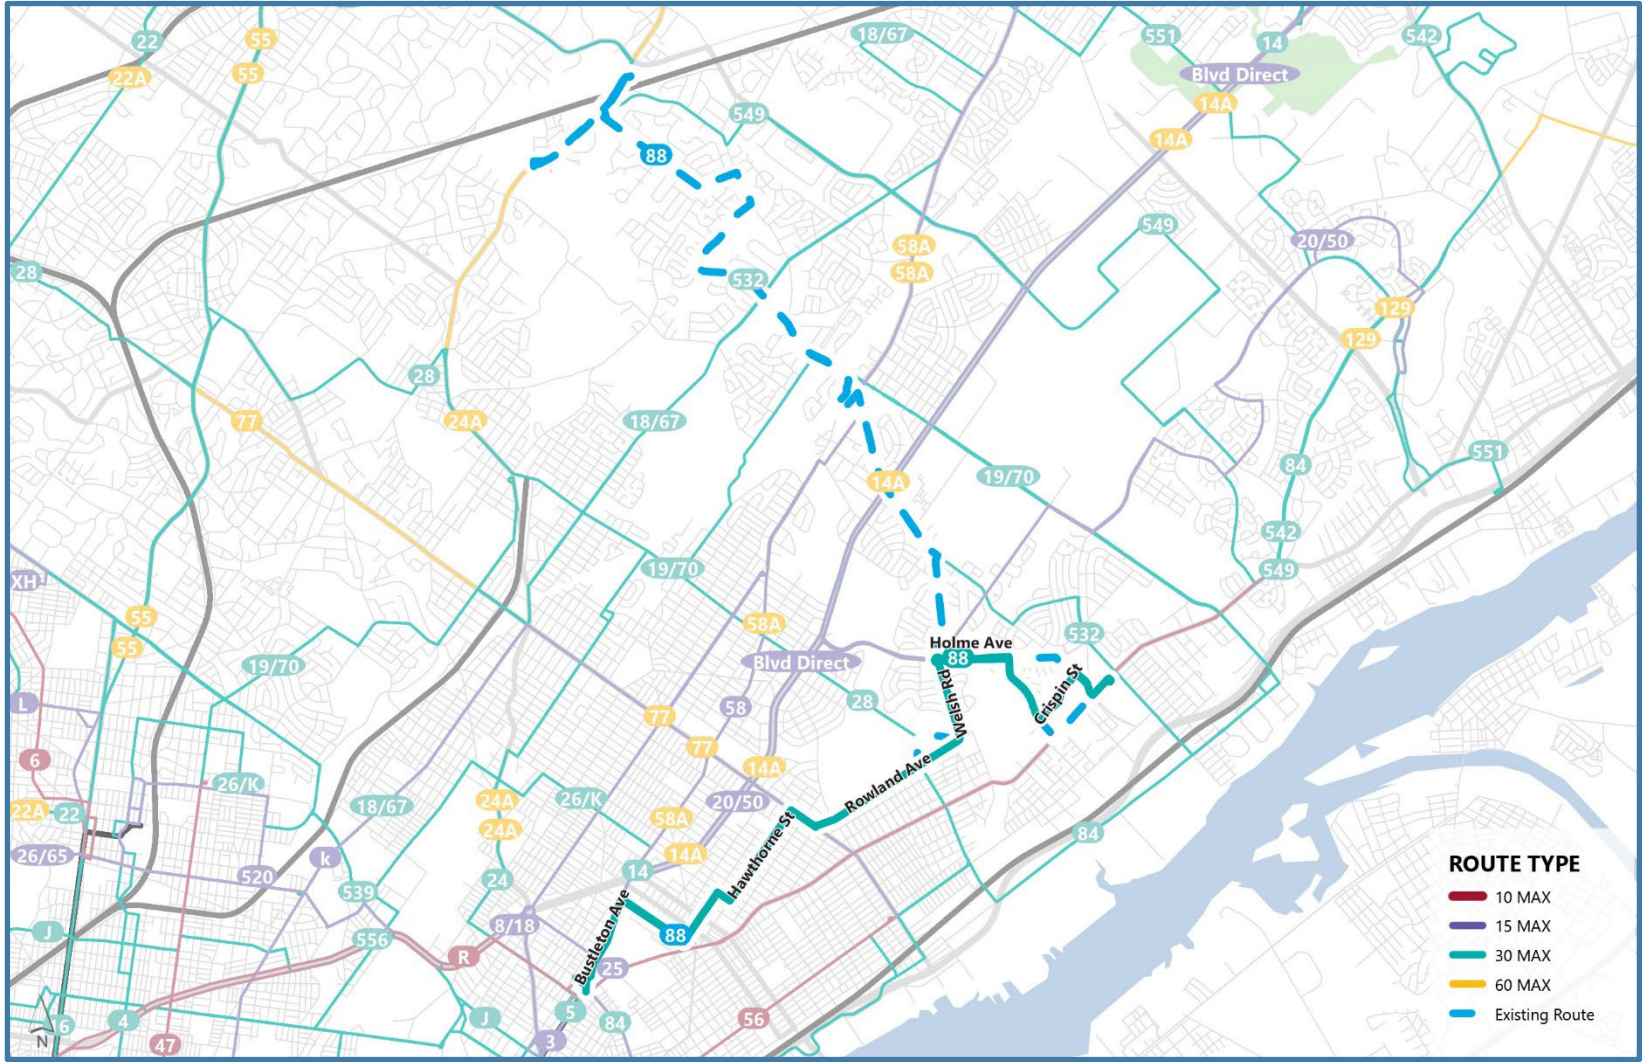 22
55
18/67
551
14
542
22A
55
Blvd Direct
14A
549
14A
88
549
20/50
58A
58A
28
532
129
129
28
77
24A
18/67
14A
19/70
551
84
542
549
XH
19/70
55
55
58A
532
Holme Ave
88
19/70
Blvd Direct
Welsh Rd
Crispin St
L
28
58
77
77
6
14A
26/K
26/K
24A
20/50
Rowland Ave
18/67
22A
22
58A
24A
84
26/65
k
14A
Hawthorne St
520
539
24
14
J
556
8/18
Bustleton Ave
88
R
25
6
4
J
5
84
56
47
3
N
ROUTE TYPE
10 MAX
15 MAX
30 MAX
60 MAX
Existing Route